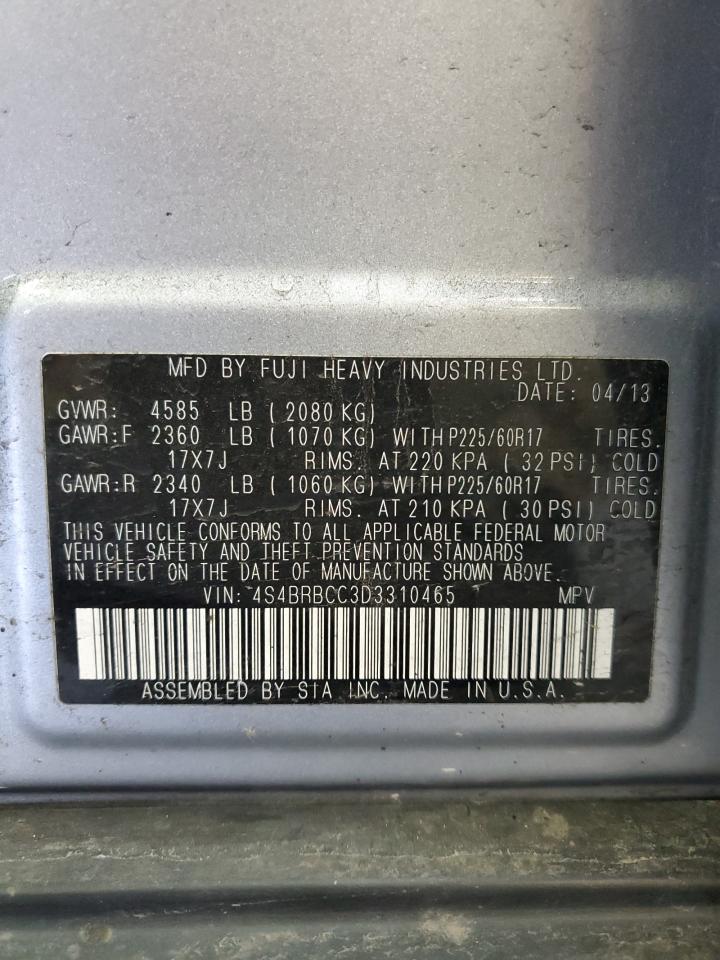 MFD BY FUJI HEAVY INDUSTRIES LTD.
DATE: 04/13
GVWR: 4585 LB ( 2080 KG)
GAWR:F 2360 LB ( 1070 KG) WITH P225/60R17 TIRES.
17X7J RIMS. AT 220 KPA ( 32 PSI) COLD
GAWR:R 2340 LB ( 1060 KG) WITH P225/60R17 TIRES.
17X7J RIMS. AT 210 KPA ( 30 PSI) COLD
THIS VEHICLE CONFORMS TO ALL APPLICABLE FEDERAL MOTOR
VEHICLE SAFETY AND THEFT PREVENTION STANDARDS
IN EFFECT ON THE DATE OF MANUFACTURE SHOWN ABOVE.
VIN: 4S4BRBCC3D3310465 MPV
ASSEMBLED BY SIA INC. MADE IN U.S.A.